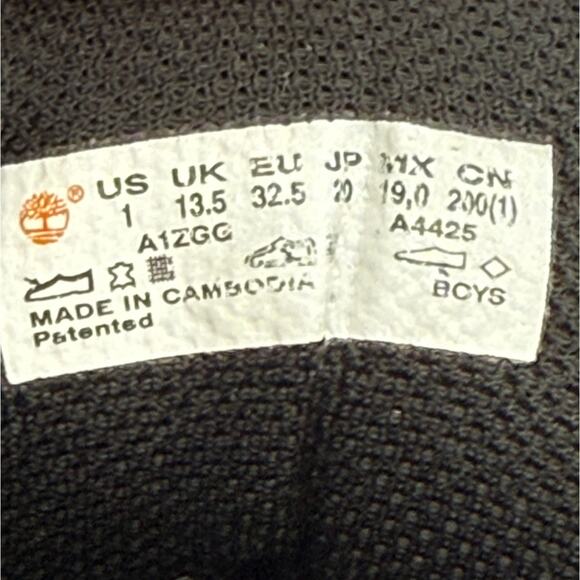 US UK EU JP MX CN
1 13.5 32.5 20 19,0 200(1)
A1ZGG A4425
MADE IN CAMBODIA BOYS
Patented